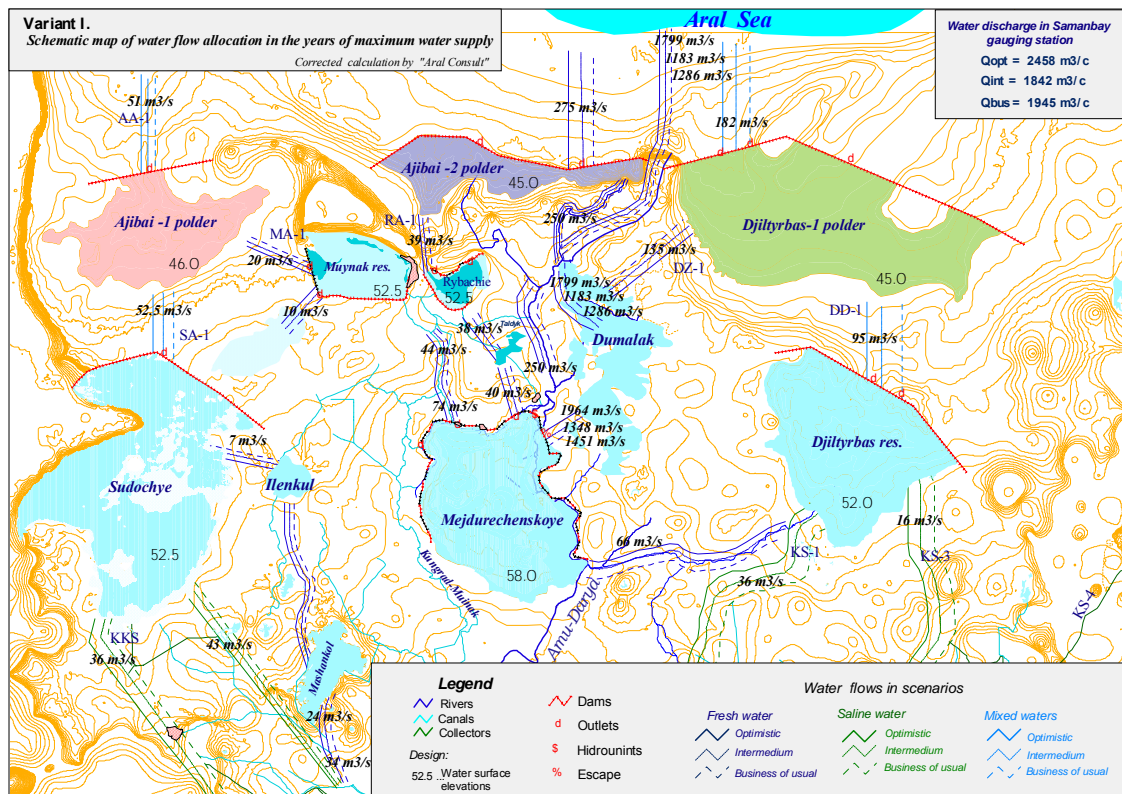 Variant I.
Schematic map of water flow allocation in the years of maximum water supply
Corrected calculation by "Aral Consult"
Aral Sea
Water discharge in Samanbay
gauging station
Qopt = 2458 m3/c
Qint = 1842 m3/c
Qbus = 1945 m3/c
1799 m3/s
1183 m3/s
1286 m3/s
51 m3/s
AA-1
275 m3/s
182 m3/s
d
d
d
d
d
d
Ajibai -2 polder
45.0
Ajibai -1 polder
46.0
RA-1
39 m3/s
250 m3/s
Djiltyrbas-1 polder
45.0
MA-1
20 m3/s
Muynak res.
52.5
Rybachie
52.5
135 m3/s
DZ-1
10 m3/s
1799 m3/s
1183 m3/s
1286 m3/s
52.5 m3/s
SA-1
38 m3/s
Taldyk
Dumalak
DD-1
95 m3/s
44 m3/s
250 m3/s
40 m3/s
74 m3/s
1964 m3/s
1348 m3/s
1451 m3/s
7 m3/s
Ilenkul
Sudochye
52.5
Djiltyrbas res.
52.0
Mejdurechenskoye
58.0
16 m3/s
66 m3/s
KS-1
KS-3
36 m3/s
KS-4
Kungrad-Muinak
Amu-Darya
KKS
36 m3/s
43 m3/s
Mashankol
24 m3/s
34 m3/s
Legend
Rivers
Canals
Collectors
Design:
52.5 ... Water surface
elevations
Dams
d Outlets
$ Hidrounints
% Escape
Water flows in scenarios
Fresh water
Optimistic
Intermedium
Business of usual
Saline water
Optimistic
Intermedium
Business of usual
Mixed waters
Optimistic
Intermedium
Business of usual